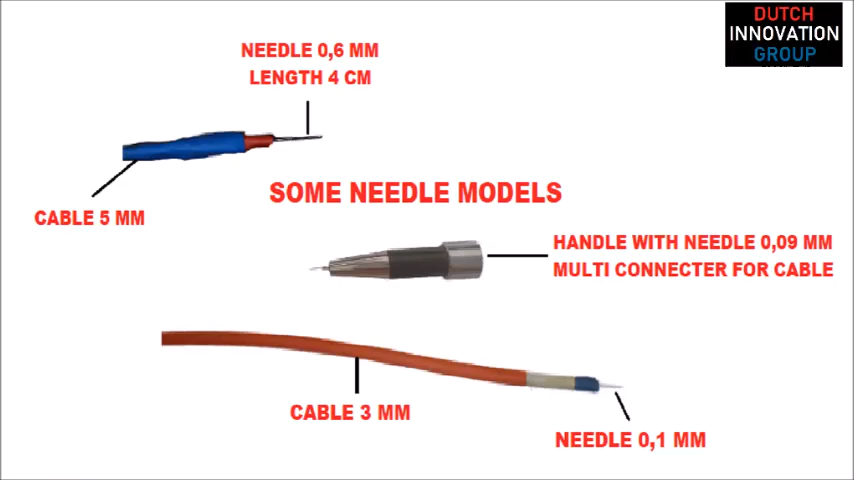 DUTCH
INNOVATION
GROUP
NEEDLE 0,6 MM
LENGTH 4 CM
CABLE 5 MM
SOME NEEDLE MODELS
HANDLE WITH NEEDLE 0,09 MM
MULTI CONNECTER FOR CABLE
CABLE 3 MM
NEEDLE 0,1 MM